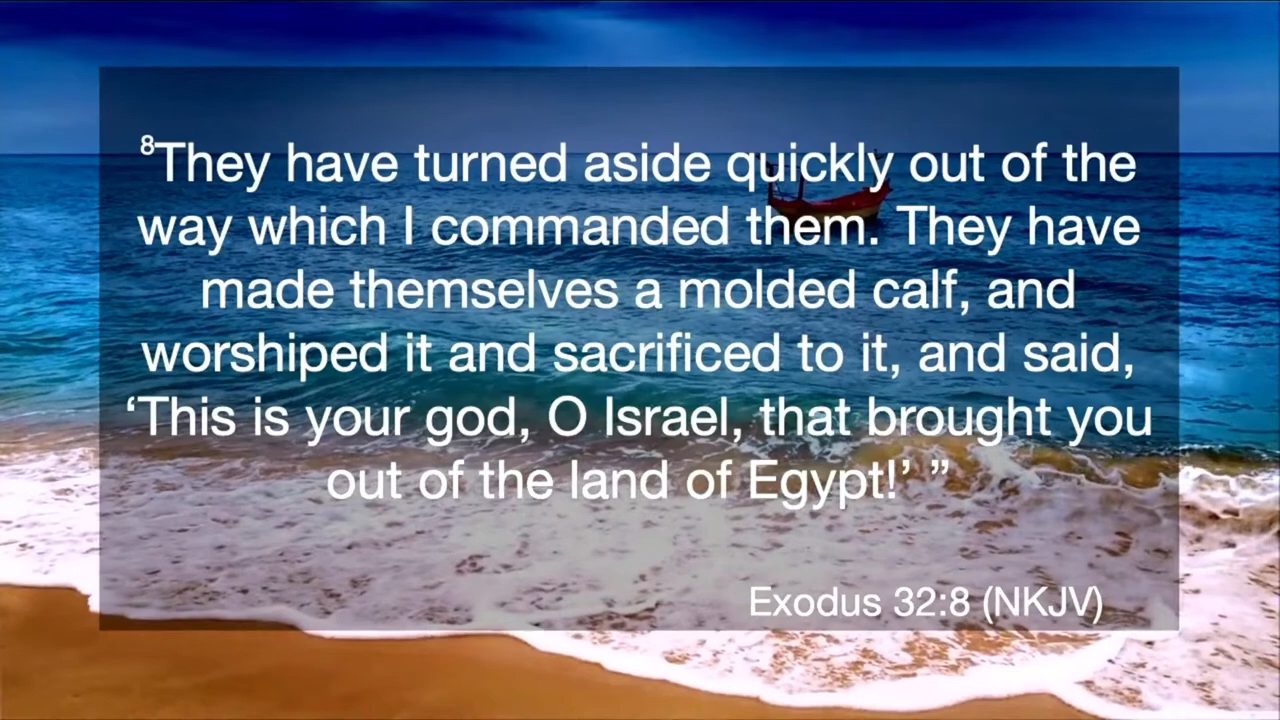 ⁸They have turned aside quickly out of the
way which I commanded them. They have
made themselves a molded calf, and
worshiped it and sacrificed to it, and said,
‘This is your god, O Israel, that brought you
out of the land of Egypt!’ ”
Exodus 32:8 (NKJV)